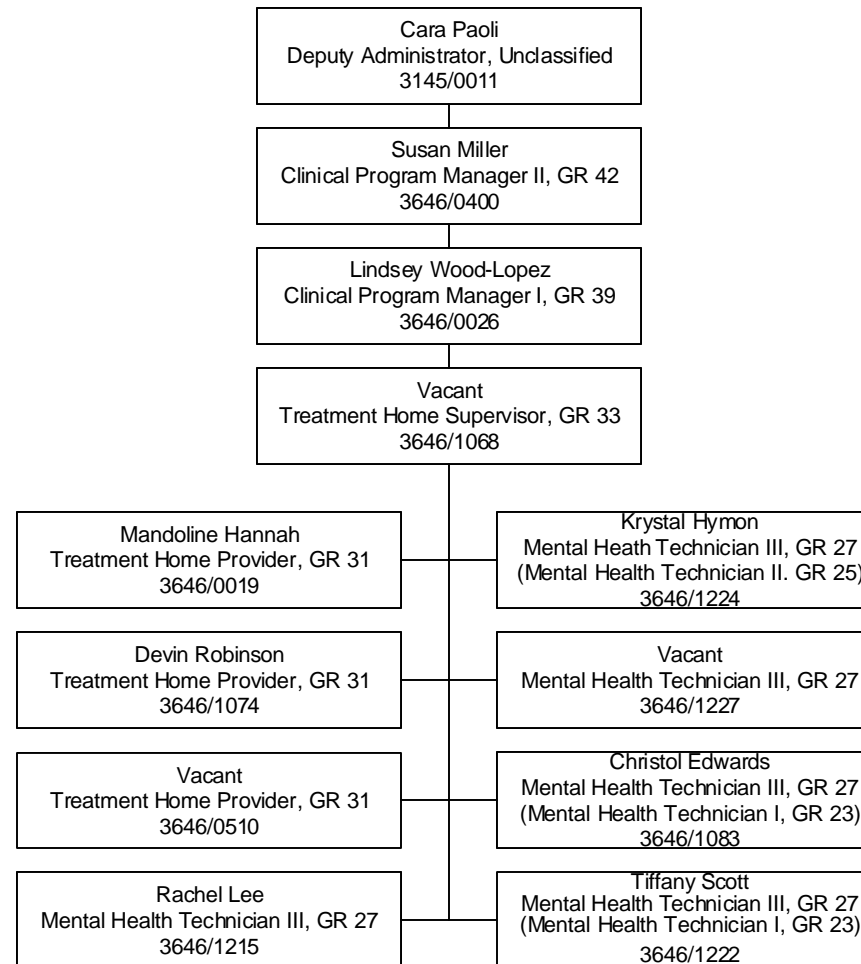 Cara Paoli
Deputy Administrator, Unclassified
3145/0011
Susan Miller
Clinical Program Manager II, GR 42
3646/0400
Lindsey Wood-Lopez
Clinical Program Manager I, GR 39
3646/0026
Vacant
Treatment Home Supervisor, GR 33
3646/1068
Mandoline Hannah
Treatment Home Provider, GR 31
3646/0019
Krystal Hymon
Mental Heath Technician III, GR 27
(Mental Health Technician II. GR 25)
3646/1224
Devin Robinson
Treatment Home Provider, GR 31
3646/1074
Vacant
Mental Health Technician III, GR 27
3646/1227
Vacant
Treatment Home Provider, GR 31
3646/0510
Christol Edwards
Mental Health Technician III, GR 27
(Mental Health Technician I, GR 23)
3646/1083
Rachel Lee
Mental Health Technician III, GR 27
3646/1215
Tiffany Scott
Mental Health Technician III, GR 27
(Mental Health Technician I, GR 23)
3646/1222